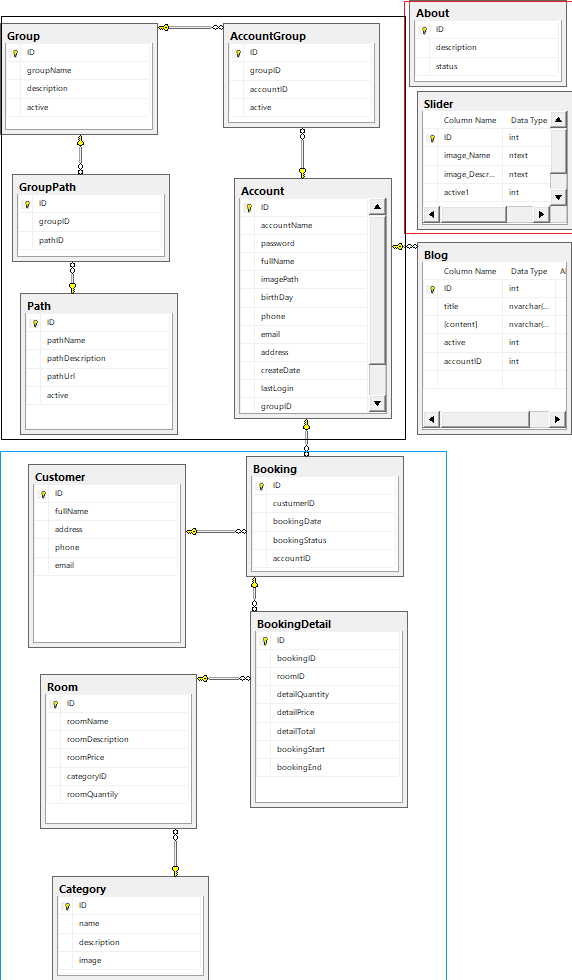 Group
ID
groupName
description
active
AccountGroup
ID
groupID
accountID
active
About
ID
description
status
Slider
Column Name Data Type
ID int
image_Name ntext
image_Descr... ntext
active1 int
GroupPath
ID
groupID
pathID
Account
ID
accountName
password
fullName
imagePath
birthDay
phone
email
address
createDate
lastLogin
groupID
Blog
Column Name Data Type Al
ID int
title nvarchar(...
[content] nvarchar(...
active int
accountID int
Path
ID
pathName
pathDescription
pathUrl
active
Customer
ID
fullName
address
phone
email
Booking
ID
custumerID
bookingDate
bookingStatus
accountID
BookingDetail
ID
bookingID
roomID
detailQuantity
detailPrice
detailTotal
bookingStart
bookingEnd
Room
ID
roomName
roomDescription
roomPrice
categoryID
roomQuantily
Category
ID
name
description
image